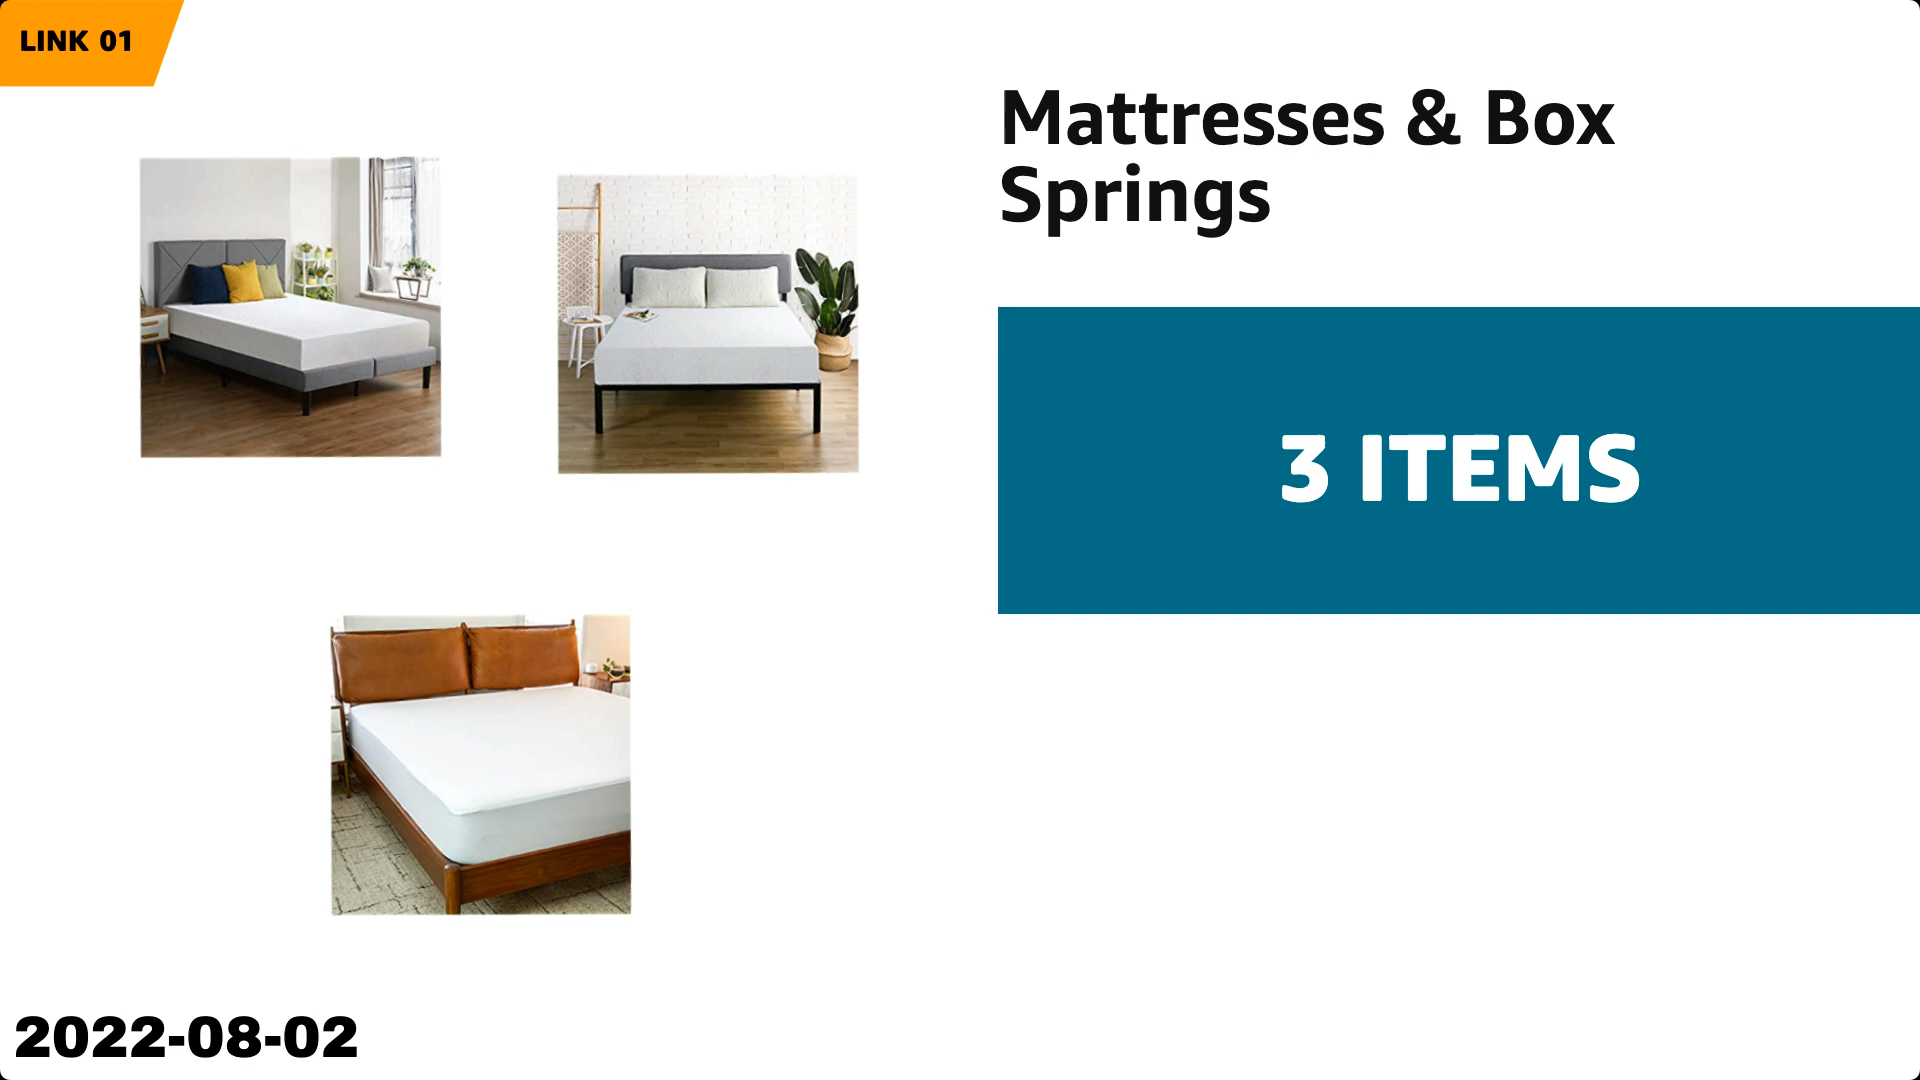 LINK 01
Mattresses & Box
Springs
3 ITEMS
2022-08-02